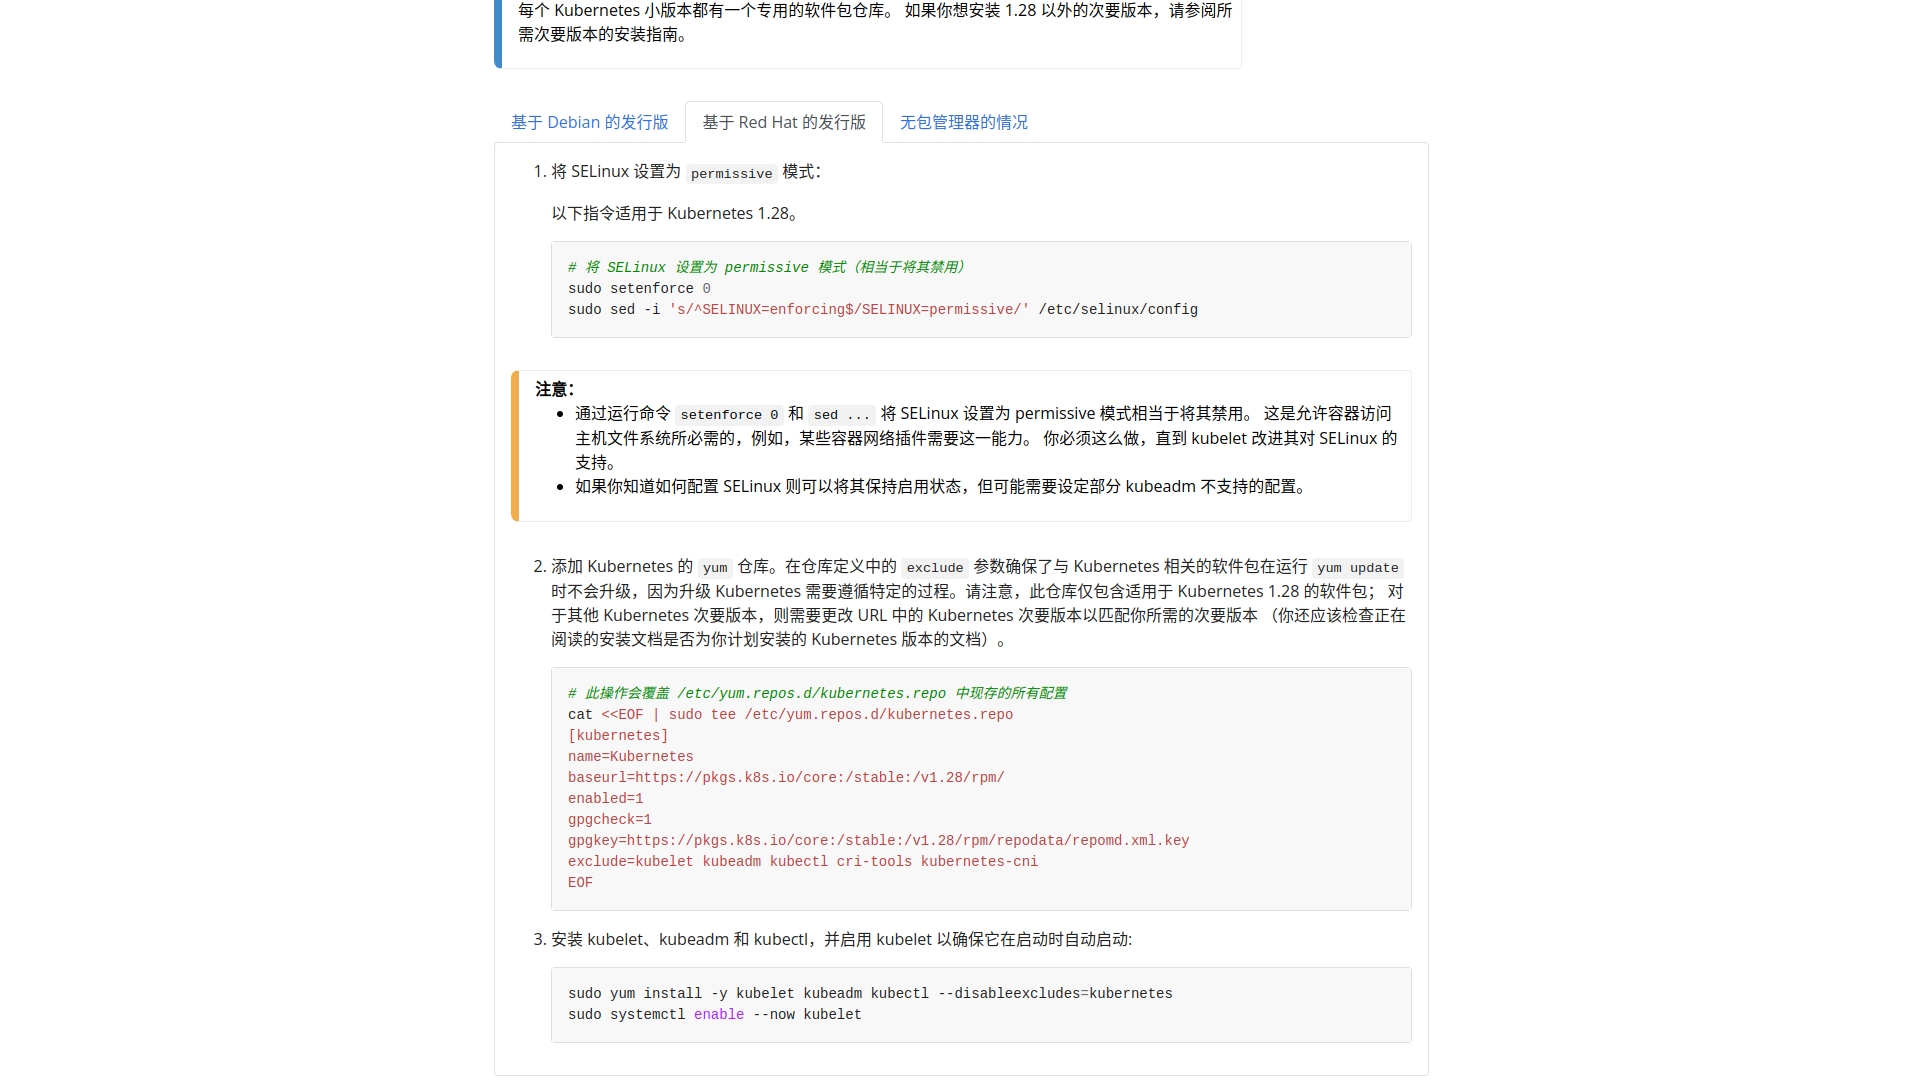 每个 Kubernetes 小版本都有一个专用的软件包仓库。 如果你想安装 1.28 以外的次要版本，请参阅所
需次要版本的安装指南。
基于 Debian 的发行版
基于 Red Hat 的发行版
无包管理器的情况
1. 将 SELinux 设置为 permissive 模式：
以下指令适用于 Kubernetes 1.28。
# 将 SELinux 设置为 permissive 模式（相当于将其禁用）
sudo setenforce 0
sudo sed -i 's/^SELINUX=enforcing$/SELINUX=permissive/' /etc/selinux/config
注意：
• 通过运行命令 setenforce 0 和 sed ... 将 SELinux 设置为 permissive 模式相当于将其禁用。 这是允许容器访问
主机文件系统所必需的，例如，某些容器网络插件需要这一能力。 你必须这么做，直到 kubelet 改进其对 SELinux 的
支持。
• 如果你知道如何配置 SELinux 则可以将其保持启用状态，但可能需要设定部分 kubeadm 不支持的配置。
2. 添加 Kubernetes 的 yum 仓库。在仓库定义中的 exclude 参数确保了与 Kubernetes 相关的软件包在运行 yum update
时不会升级，因为升级 Kubernetes 需要遵循特定的过程。请注意，此仓库仅包含适用于 Kubernetes 1.28 的软件包； 对
于其他 Kubernetes 次要版本，则需要更改 URL 中的 Kubernetes 次要版本以匹配你所需的次要版本 （你还应该检查正在
阅读的安装文档是否为你计划安装的 Kubernetes 版本的文档）。
# 此操作会覆盖 /etc/yum.repos.d/kubernetes.repo 中现存的所有配置
cat <<EOF | sudo tee /etc/yum.repos.d/kubernetes.repo
[kubernetes]
name=Kubernetes
baseurl=https://pkgs.k8s.io/core:/stable:/v1.28/rpm/
enabled=1
gpgcheck=1
gpgkey=https://pkgs.k8s.io/core:/stable:/v1.28/rpm/repodata/repomd.xml.key
exclude=kubelet kubeadm kubectl cri-tools kubernetes-cni
EOF
3. 安装 kubelet、kubeadm 和 kubectl，并启用 kubelet 以确保它在启动时自动启动:
sudo yum install -y kubelet kubeadm kubectl --disableexcludes=kubernetes
sudo systemctl enable --now kubelet